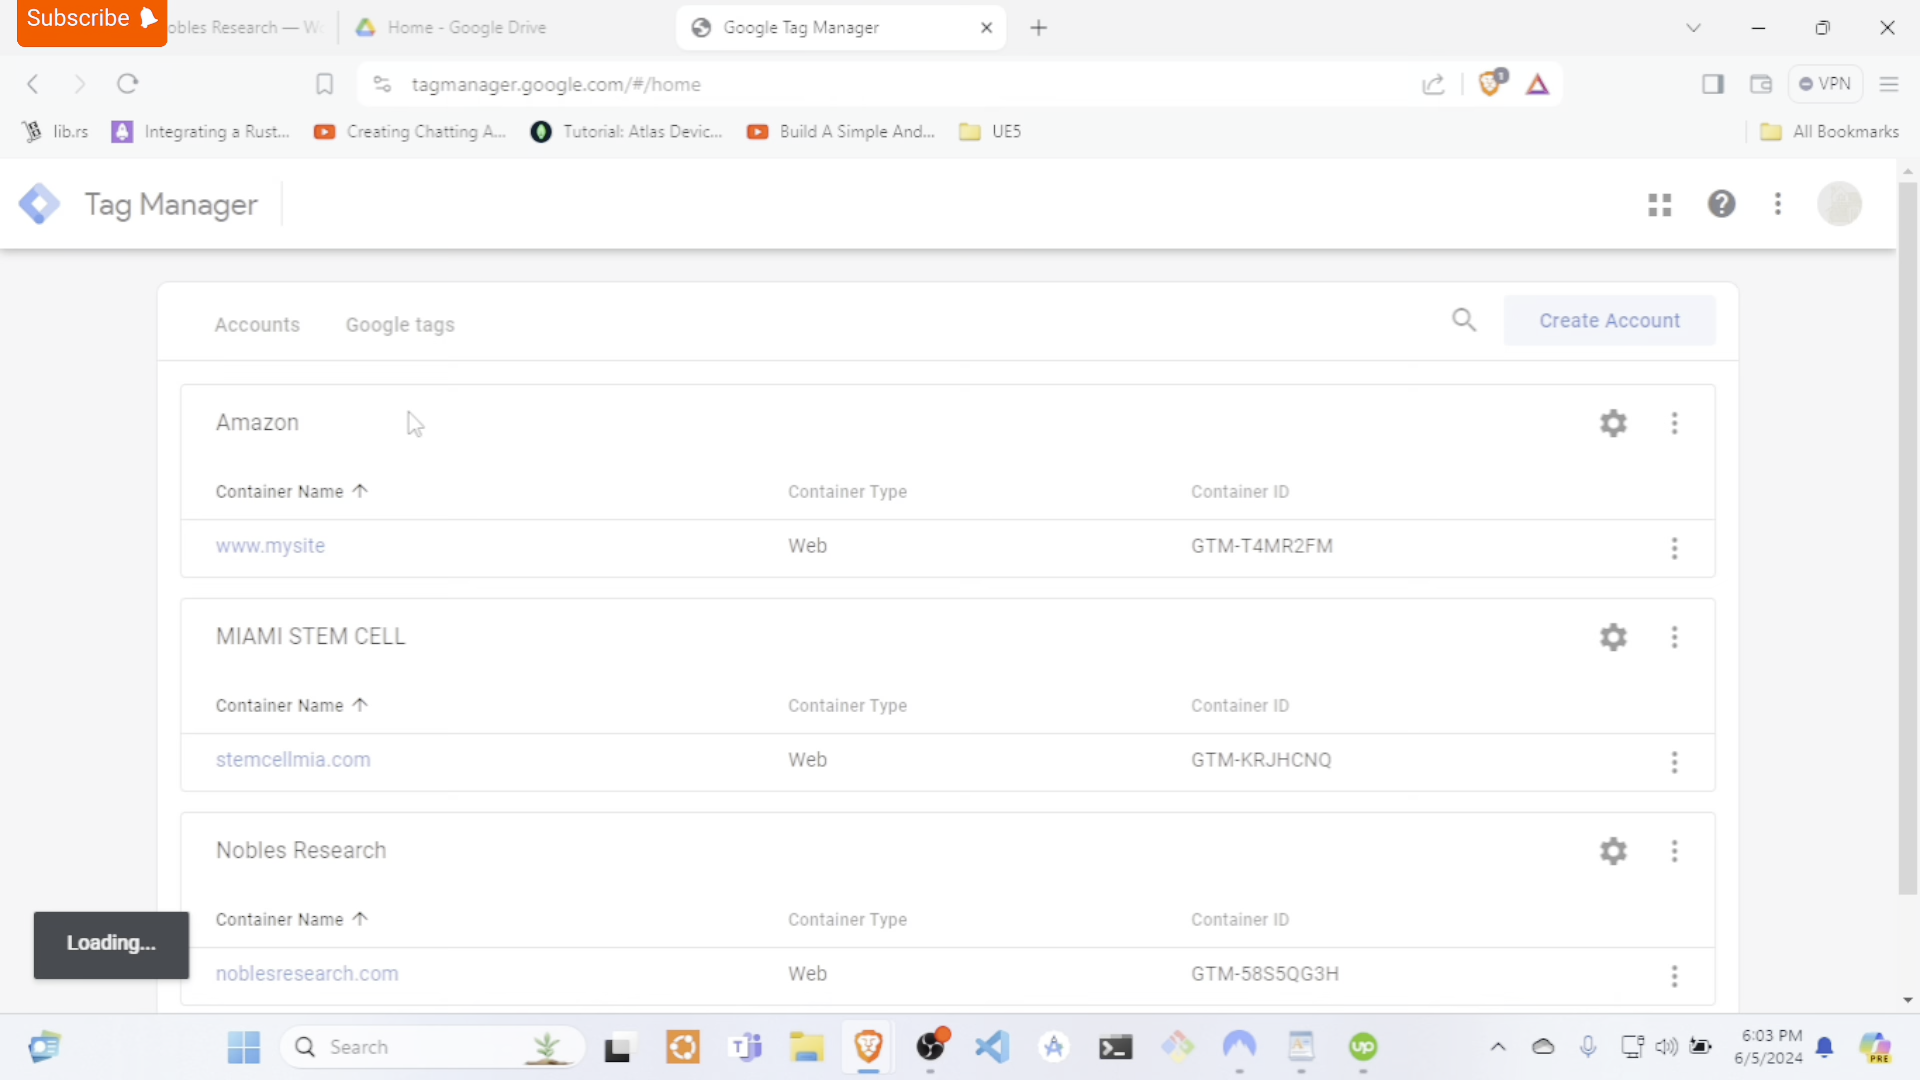 Subscribe
obles Research — W
Home - Google Drive
Google Tag Manager
tagmanager.google.com/#/home
VPN
lib.rs
Integrating a Rust...
Creating Chatting A...
Tutorial: Atlas Devic...
Build A Simple And...
UE5
All Bookmarks
Tag Manager
Accounts
Google tags
Create Account
Amazon
Container Name
Container Type
Container ID
www.mysite
Web
GTM-T4MR2FM
MIAMI STEM CELL
Container Name
Container Type
Container ID
stemcellmia.com
Web
GTM-KRJHCNQ
Nobles Research
Container Name
Container Type
Container ID
noblesresearch.com
Web
GTM-58S5QG3H
Loading...
Search
6:03 PM
6/5/2024
PRE